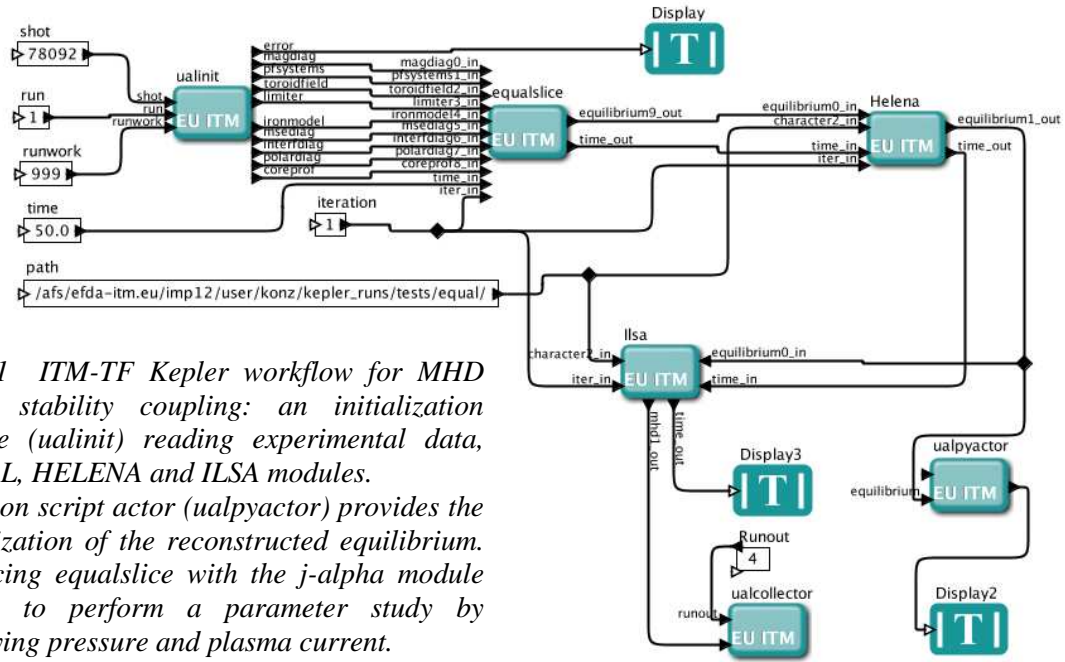 shot
78092
run
1
runwork
999
time
50.0
path
/afs/efda-itm.eu/imp12/user/konz/kepler_runs/tests/equal/
ualinit
shot
run
runwork
EU ITM
error
magdiag
pfsystems
toroidfield
limiter
ironmodel
msediag
interfdiag
polardiag
coreprof
iteration
1
magdiag0_in
pfsystems1_in
toroidfield2_in
limiter3_in
ironmodel4_in
msediag5_in
interfdiag6_in
polardiag7_in
coreprof8_in
time_in
iter_in
equalslice
EU ITM
equilibrium9_out
time_out
Display
T
Helena
equilibrium0_in
character2_in
time_in
iter_in
EU ITM
equilibrium1_out
time_out
Ilsa
character2_in
iter_in
EU ITM
equilibrium0_in
time_in
mhd1_out
time_out
Display3
T
Runout
4
ualcollector
runout
EU ITM
ualpyactor
equilibrium
EU ITM
Display2
T
1 ITM-TF Kepler workflow for MHD
stability coupling: an initialization
e (ualinit) reading experimental data,
L, HELENA and ILSA modules.
on script actor (ualpyactor) provides the
ization of the reconstructed equilibrium.
cing equalslice with the j-alpha module
to perform a parameter study by
ving pressure and plasma current.